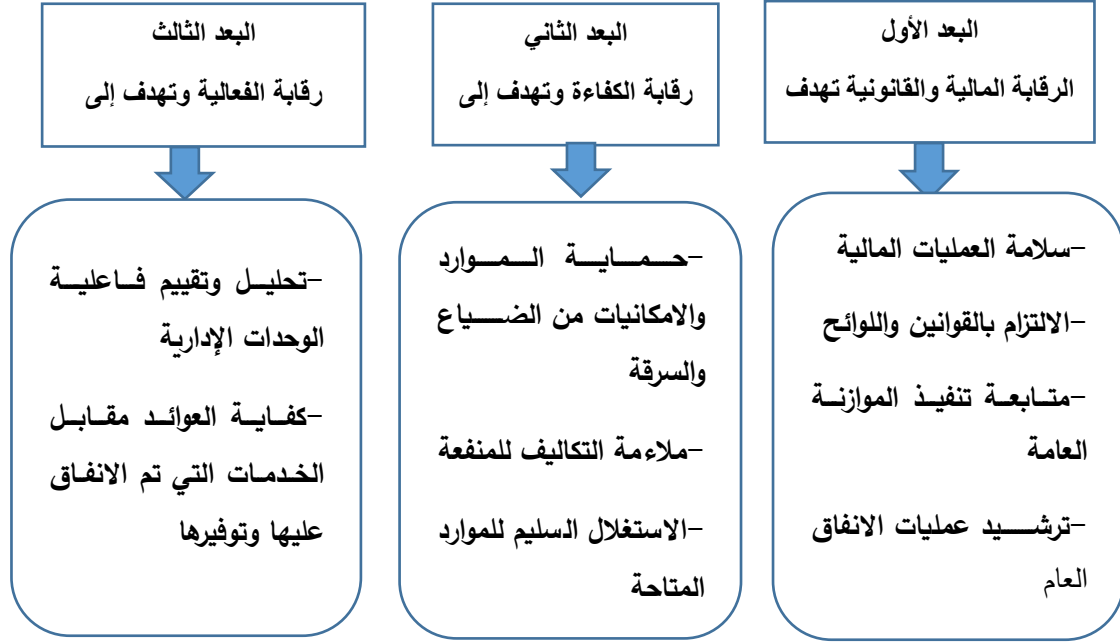 البعد الأول
الرقابة المالية والقانونية تهدف
-سلامة العمليات المالية
-الالتزام بالقوانين واللوائح
-متابعة تنفيذ الموازنة
العامة
-ترشيد عمليات الانفاق
العام
البعد الثاني
رقابة الكفاءة وتهدف إلى
-حماية الموارد
والامكانيات من الضياع
والسرقة
-ملاءمة التكاليف للمنفعة
-الاستغلال السليم للموارد
المتاحة
البعد الثالث
رقابة الفعالية وتهدف إلى
-تحليل وتقييم فاعلية
الوحدات الإدارية
-كفاية العوائد مقابل
الخدمات التي تم الانفاق
عليها وتوفيرها